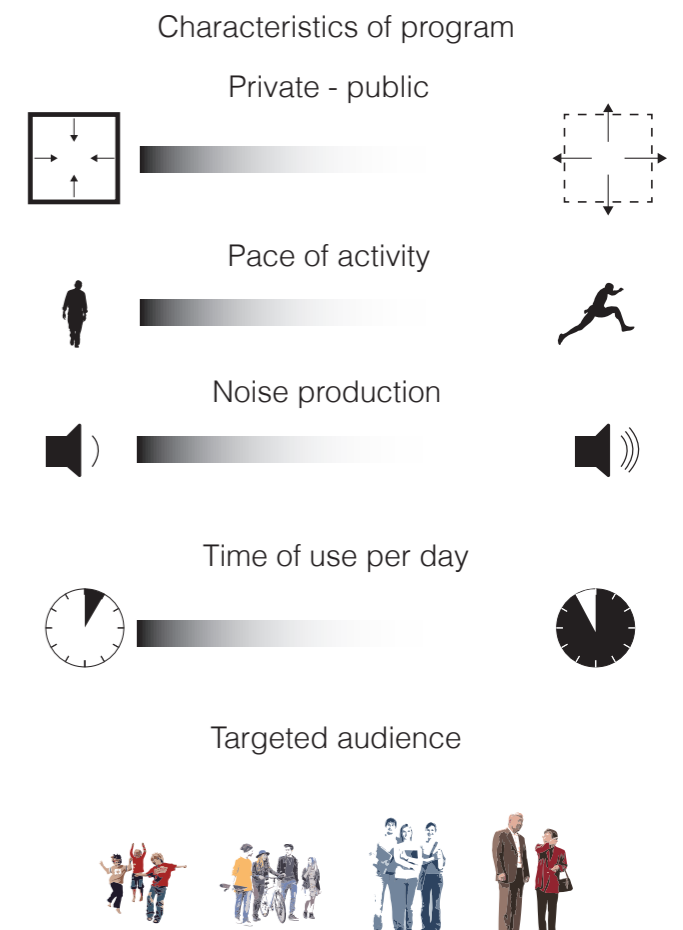 Characteristics of program
Private - public
Pace of activity
Noise production
Time of use per day
Targeted audience